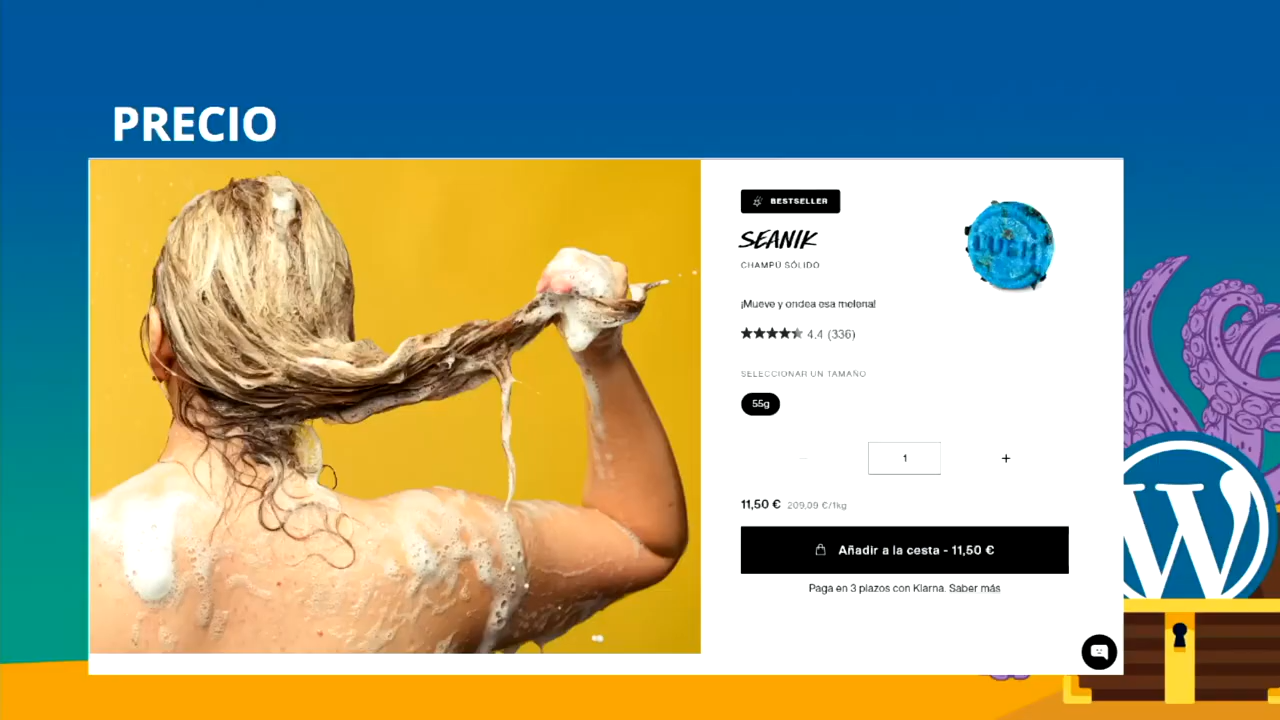 PRECIO
BESTSELLER
SEANIK
CHAMPÚ SÓLIDO
LUSH
¡Mueve y ondea esa melena!
4.4 (336)
SELECCIONAR UN TAMAÑO
55g
1
+
11,50 € 209,09 €/1kg
Añadir a la cesta - 11,50 €
Paga en 3 plazos con Klarna. Saber más
W